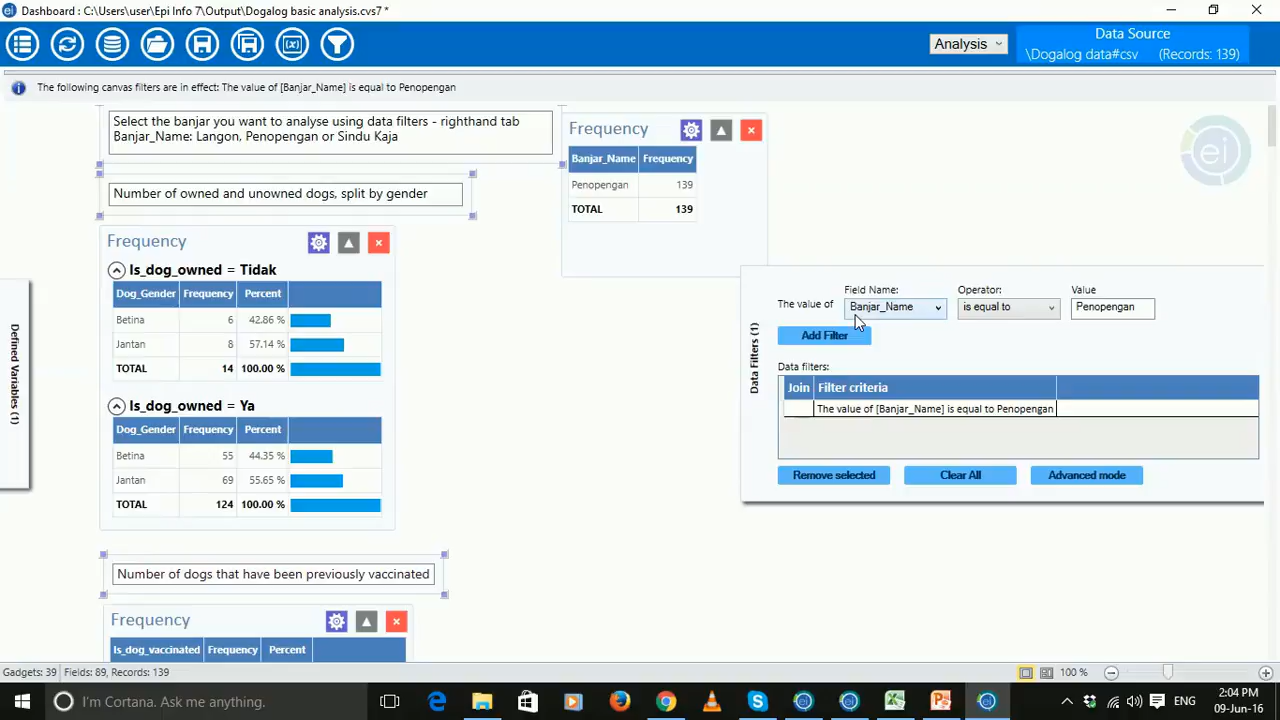 Dashboard : C:\Users\user\Epi Info 7\Output\Dogalog basic analysis.cvs7 *
Analysis
Data Source
\Dogalog data#csv (Records: 139)
The following canvas filters are in effect: The value of [Banjar_Name] is equal to Penopengan
Select the banjar you want to analyse using data filters - righthand tab
Banjar_Name: Langon, Penopengan or Sindu Kaja
Frequency
Banjar_Name Frequency
Penopengan 139
TOTAL 139
Number of owned and unowned dogs, split by gender
Frequency
Is_dog_owned = Tidak
Dog_Gender Frequency Percent
Betina 6 42.86 %
Jantan 8 57.14 %
TOTAL 14 100.00 %
Is_dog_owned = Ya
Dog_Gender Frequency Percent
Betina 55 44.35 %
Jantan 69 55.65 %
TOTAL 124 100.00 %
Number of dogs that have been previously vaccinated
Frequency
Is_dog_vaccinated Frequency Percent
Defined Variables (1)
Data Filters (1)
Field Name: Operator: Value
The value of Banjar_Name is equal to Penopengan
Add Filter
Data filters:
Join Filter criteria
The value of [Banjar_Name] is equal to Penopengan
Remove selected Clear All Advanced mode
Gadgets: 39 Fields: 89, Records: 139
100 %
I'm Cortana. Ask me anything.
ENG
2:04 PM
09-Jun-16
ei